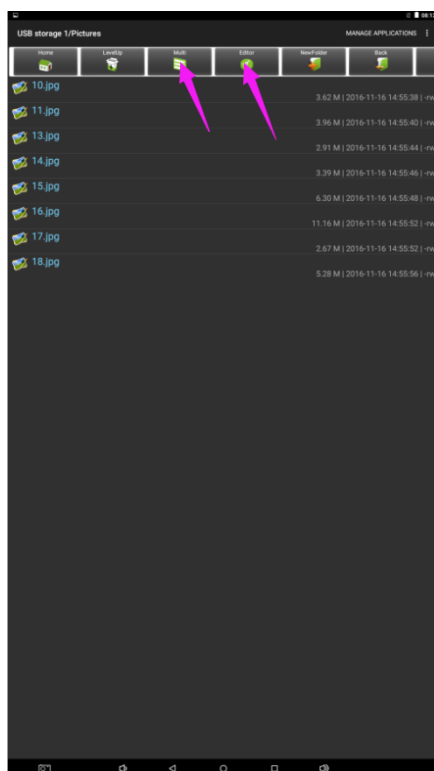 USB storage 1/Pictures
MANAGE APPLICATIONS
Home
LevelUp
Multi
Editor
NewFolder
Back
10.jpg
3.62 M | 2016-11-16 14:55:38 | -rw
11.jpg
3.96 M | 2016-11-16 14:55:40 | -rw
13.jpg
2.91 M | 2016-11-16 14:55:44 | -rw
14.jpg
3.39 M | 2016-11-16 14:55:46 | -rw
15.jpg
6.30 M | 2016-11-16 14:55:48 | -rw
16.jpg
11.16 M | 2016-11-16 14:55:52 | -rw
17.jpg
2.67 M | 2016-11-16 14:55:52 | -rw
18.jpg
5.28 M | 2016-11-16 14:55:56 | -rw